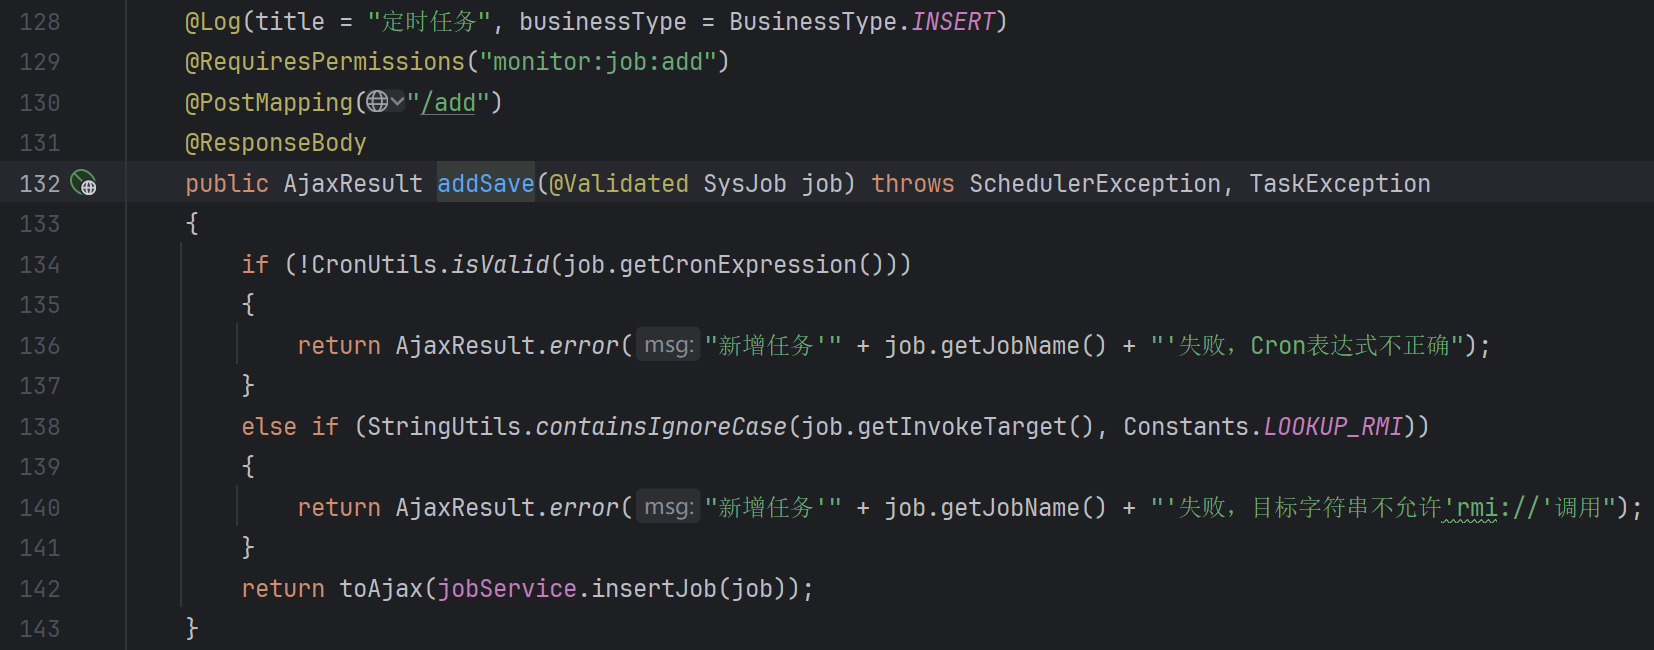 128 @Log(title = "定时任务", businessType = BusinessType.INSERT)
129 @RequiresPermissions("monitor:job:add")
130 @PostMapping("/add")
131 @ResponseBody
132 public AjaxResult addSave(@Validated SysJob job) throws SchedulerException, TaskException
133 {
134 if (!CronUtils.isValid(job.getCronExpression()))
135 {
136 return AjaxResult.error( msg: "新增任务'" + job.getJobName() + "'失败，Cron表达式不正确");
137 }
138 else if (StringUtils.containsIgnoreCase(job.getInvokeTarget(), Constants.LOOKUP_RMI))
139 {
140 return AjaxResult.error( msg: "新增任务'" + job.getJobName() + "'失败，目标字符串不允许'rmi://'调用");
141 }
142 return toAjax(jobService.insertJob(job));
143 }